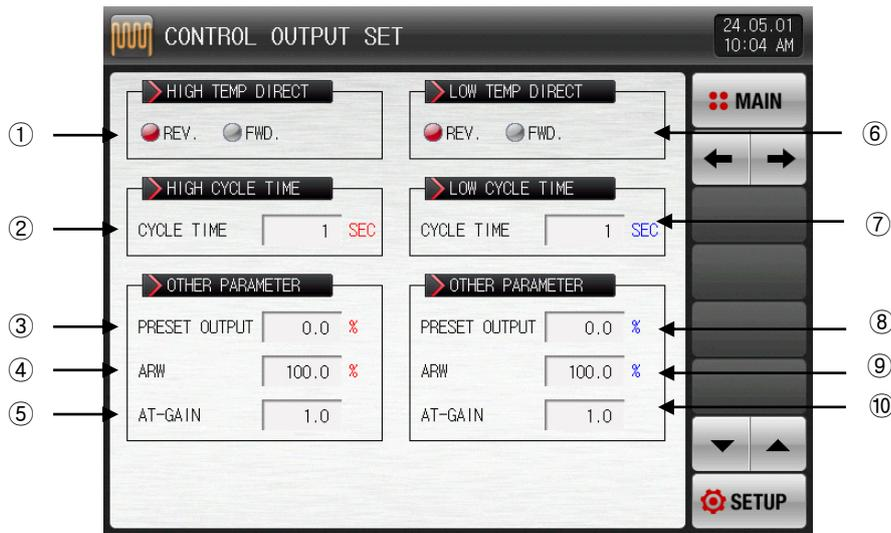 CONTROL OUTPUT SET
24.05.01
10:04 AM
HIGH TEMP DIRECT
① REV. FWD.
LOW TEMP DIRECT
REV. FWD. ⑥
HIGH CYCLE TIME
② CYCLE TIME 1 SEC
LOW CYCLE TIME
CYCLE TIME 1 SEC ⑦
OTHER PARAMETER
③ PRESET OUTPUT 0.0 %
④ ARW 100.0 %
⑤ AT-GAIN 1.0
OTHER PARAMETER
PRESET OUTPUT 0.0 % ⑧
ARW 100.0 % ⑨
AT-GAIN 1.0 ⑩
MAIN
SETUP